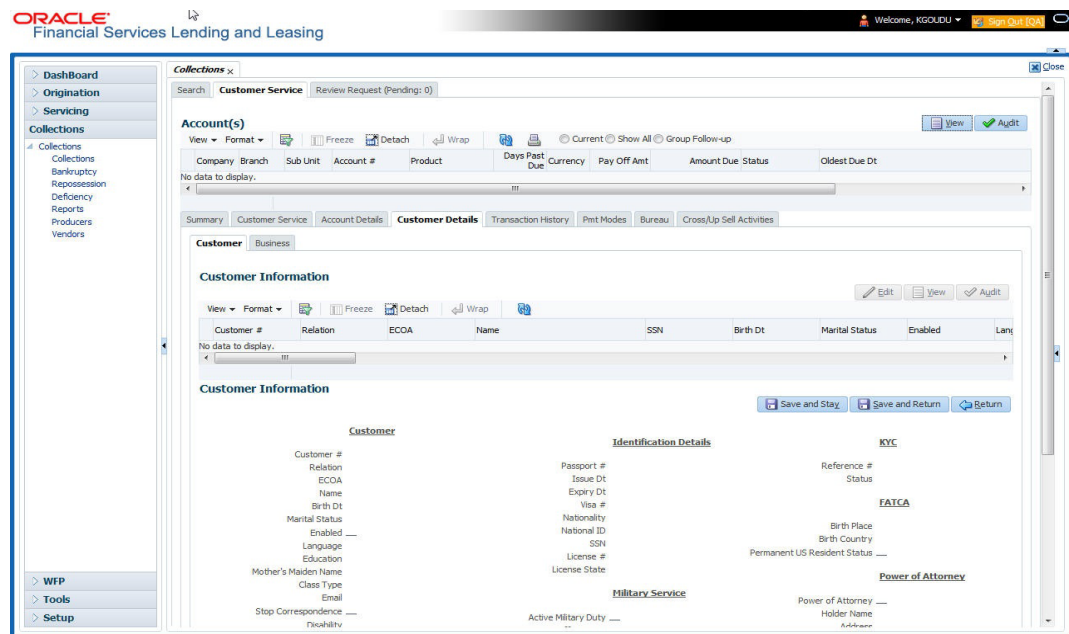 ORACLE
Financial Services Lending and Leasing
Welcome, KGOUDU
Sign Out [QA]
DashBoard
Origination
Servicing
Collections
Collections
Collections
Bankruptcy
Repossession
Deficiency
Reports
Producers
Vendors
WFP
Tools
Setup
Collections
Close
Search Customer Service Review Request (Pending: 0)
Account(s)
View Audit
View Format Freeze Detach Wrap Current Show All Group Follow-up
Company Branch Sub Unit Account # Product Days Past Due Currency Pay Off Amt Amount Due Status Oldest Due Dt
No data to display.
Summary Customer Service Account Details Customer Details Transaction History Pmt Modes Bureau Cross/Up Sell Activities
Customer Business
Customer Information
Edit View Audit
View Format Freeze Detach Wrap
Customer # Relation ECOA Name SSN Birth Dt Marital Status Enabled Lang
No data to display.
Customer Information
Save and Stay Save and Return Return
Customer
Customer #
Relation
ECOA
Name
Birth Dt
Marital Status
Enabled
Language
Education
Mother's Maiden Name
Class Type
Email
Stop Correspondence
Disability
Identification Details
Passport #
Issue Dt
Expiry Dt
Visa #
Nationality
National ID
SSN
License #
License State
Military Service
Active Military Duty
KYC
Reference #
Status
FATCA
Birth Place
Birth Country
Permanent US Resident Status
Power of Attorney
Power of Attorney
Holder Name
Address